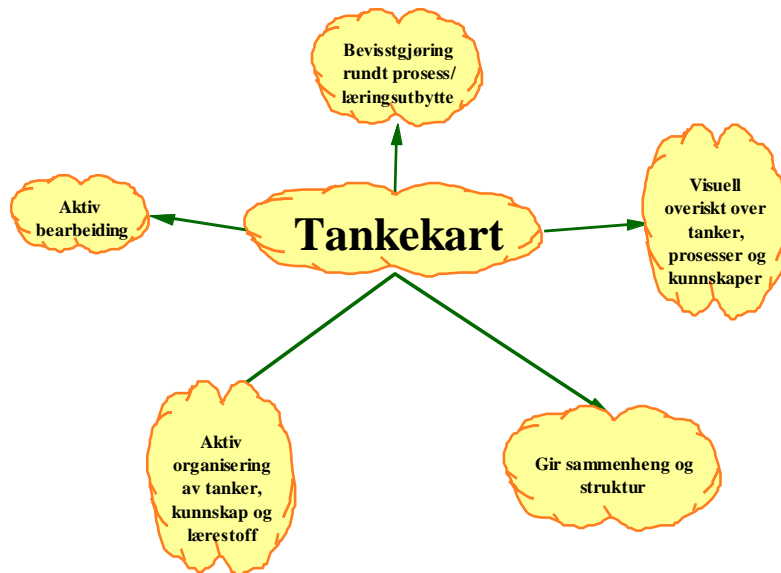 Bevisstgjøring
rundt prosess/
læringsutbytte
Aktiv
bearbeiding
Tankekart
Visuell
overiskt over
tanker,
prosesser og
kunnskaper
Aktiv
organisering
av tanker,
kunnskap og
lærestoff
Gir sammenheng og
struktur